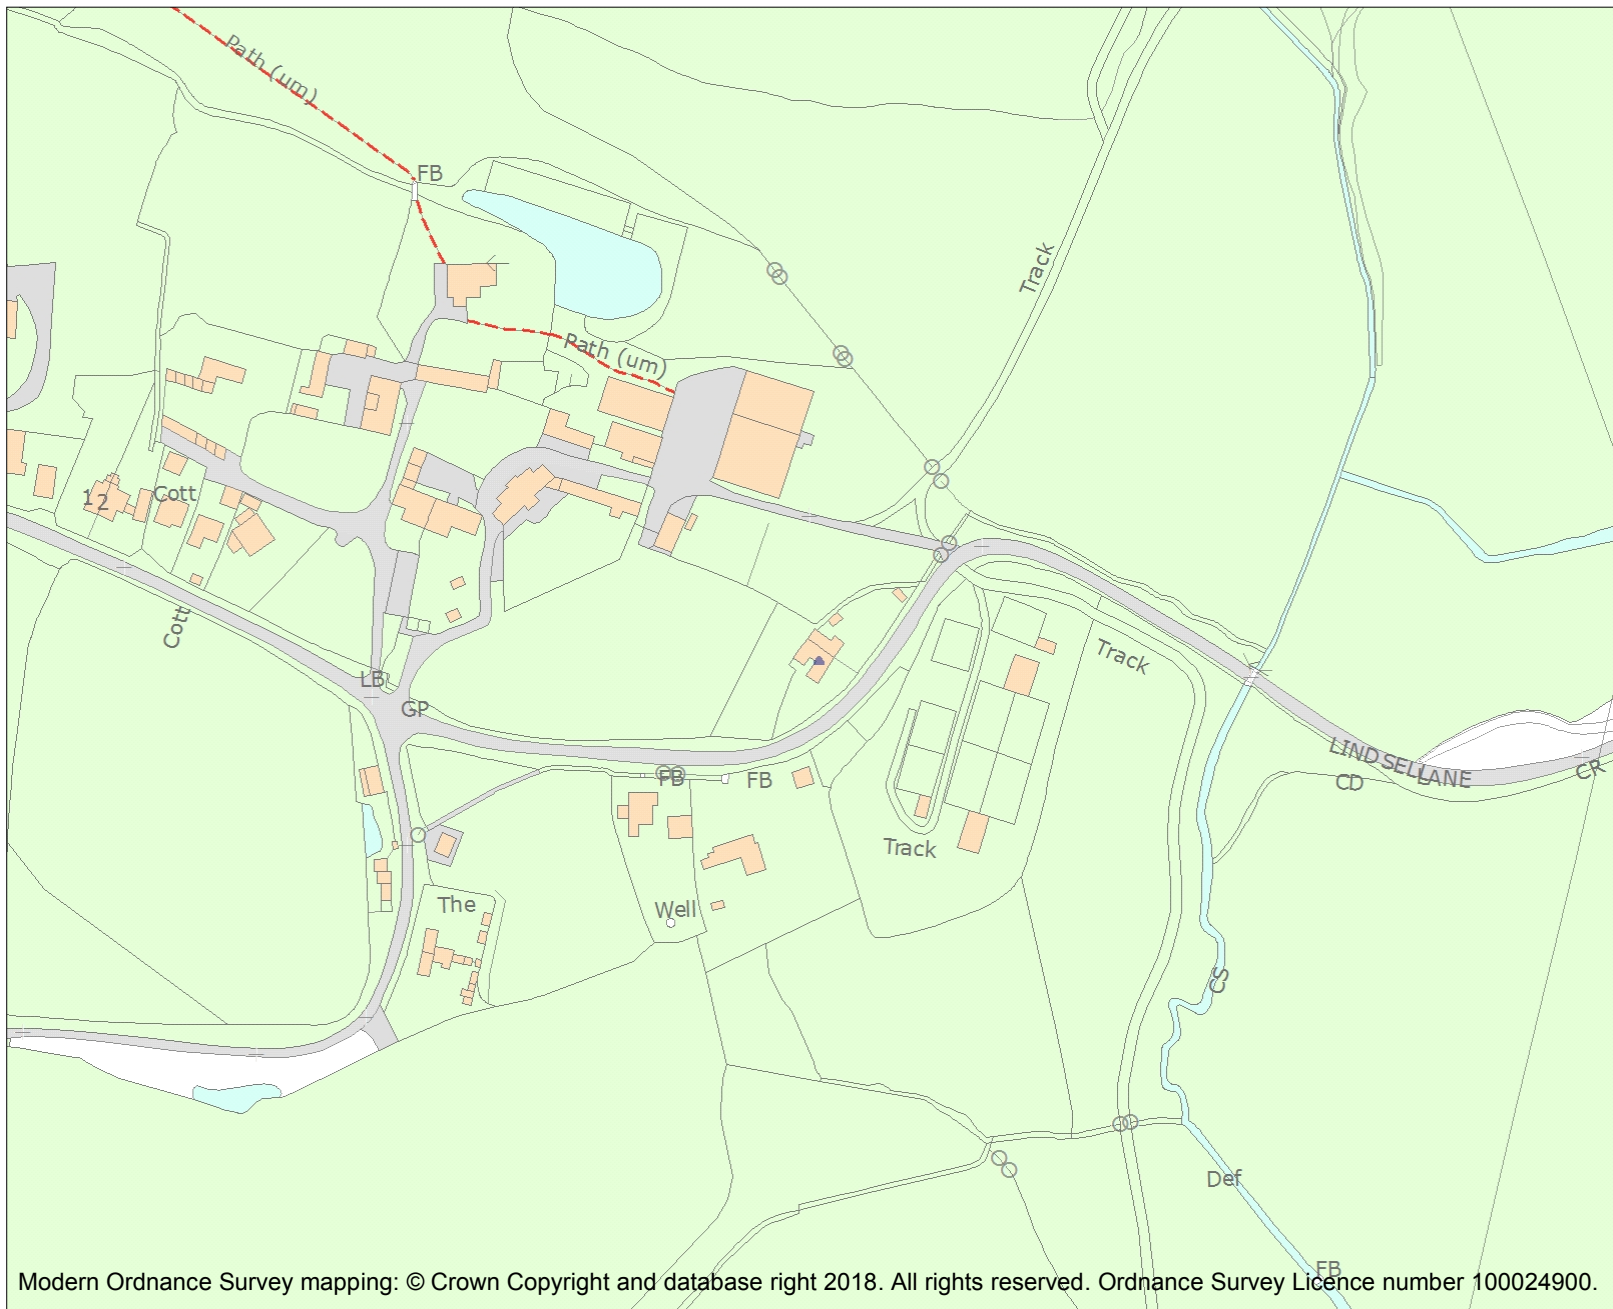 Path (um)
FB
Track
Path (um)
12
Cott
Cott
Track
LB
GP
LINDSELL LANE
CR
CD
FB
FB
Track
The
Well
CS
Def
FB
Modern Ordnance Survey mapping: © Crown Copyright and database right 2018. All rights reserved. Ordnance Survey Licence number 100024900.